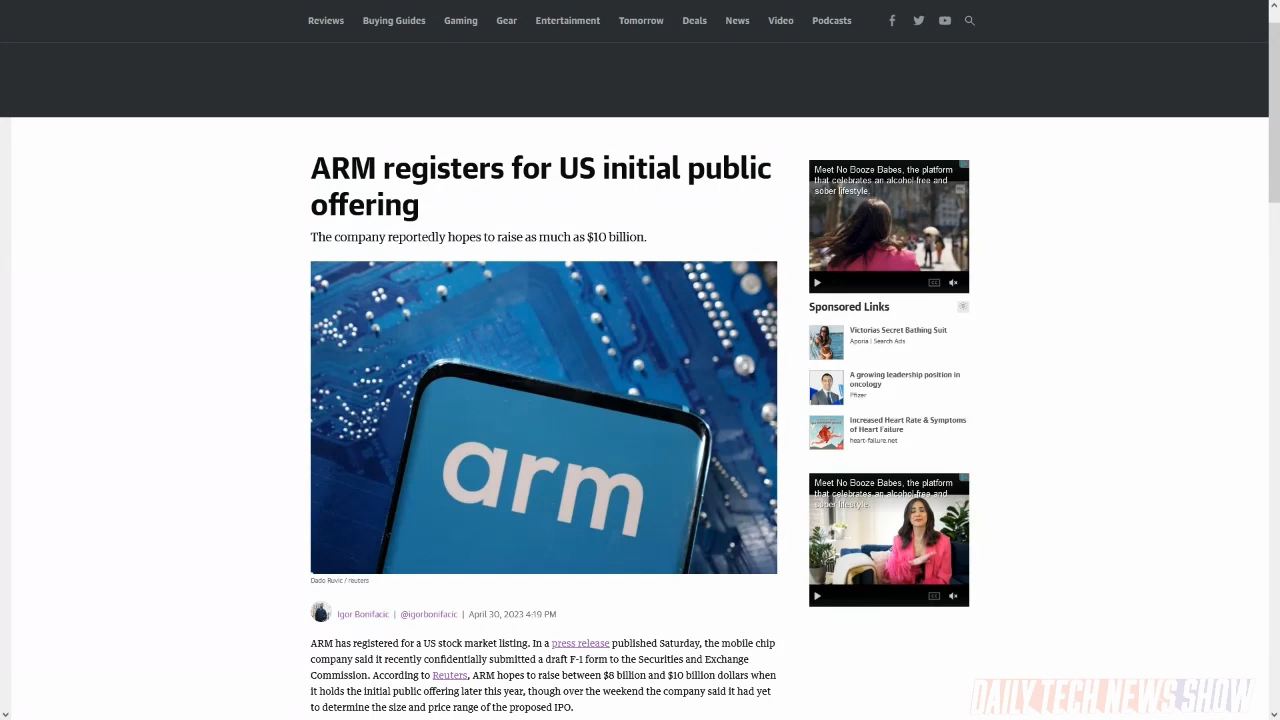 Reviews Buying Guides Gaming Gear Entertainment Tomorrow Deals News Video Podcasts
ARM registers for US initial public
offering
The company reportedly hopes to raise as much as $10 billion.
arm
Dado Ruvic / reuters
Igor Bonifacic | @igorbonifacic | April 30, 2023 4:19 PM
ARM has registered for a US stock market listing. In a press release published Saturday, the mobile chip
company said it recently confidentially submitted a draft F-1 form to the Securities and Exchange
Commission. According to Reuters, ARM hopes to raise between $8 billion and $10 billion dollars when
it holds the initial public offering later this year, though over the weekend the company said it had yet
to determine the size and price range of the proposed IPO.
Meet No Booze Babes, the platform
that celebrates an alcohol-free and
sober lifestyle.
CC
Sponsored Links
Victorias Secret Bathing Suit
Aporia | Search Ads
A growing leadership position in
oncology
Pfizer
Increased Heart Rate & Symptoms
of Heart Failure
heart-failure.net
Meet No Booze Babes, the platform
that celebrates an alcohol-free and
sober lifestyle.
CC
DAILY TECH NEWS SHOW